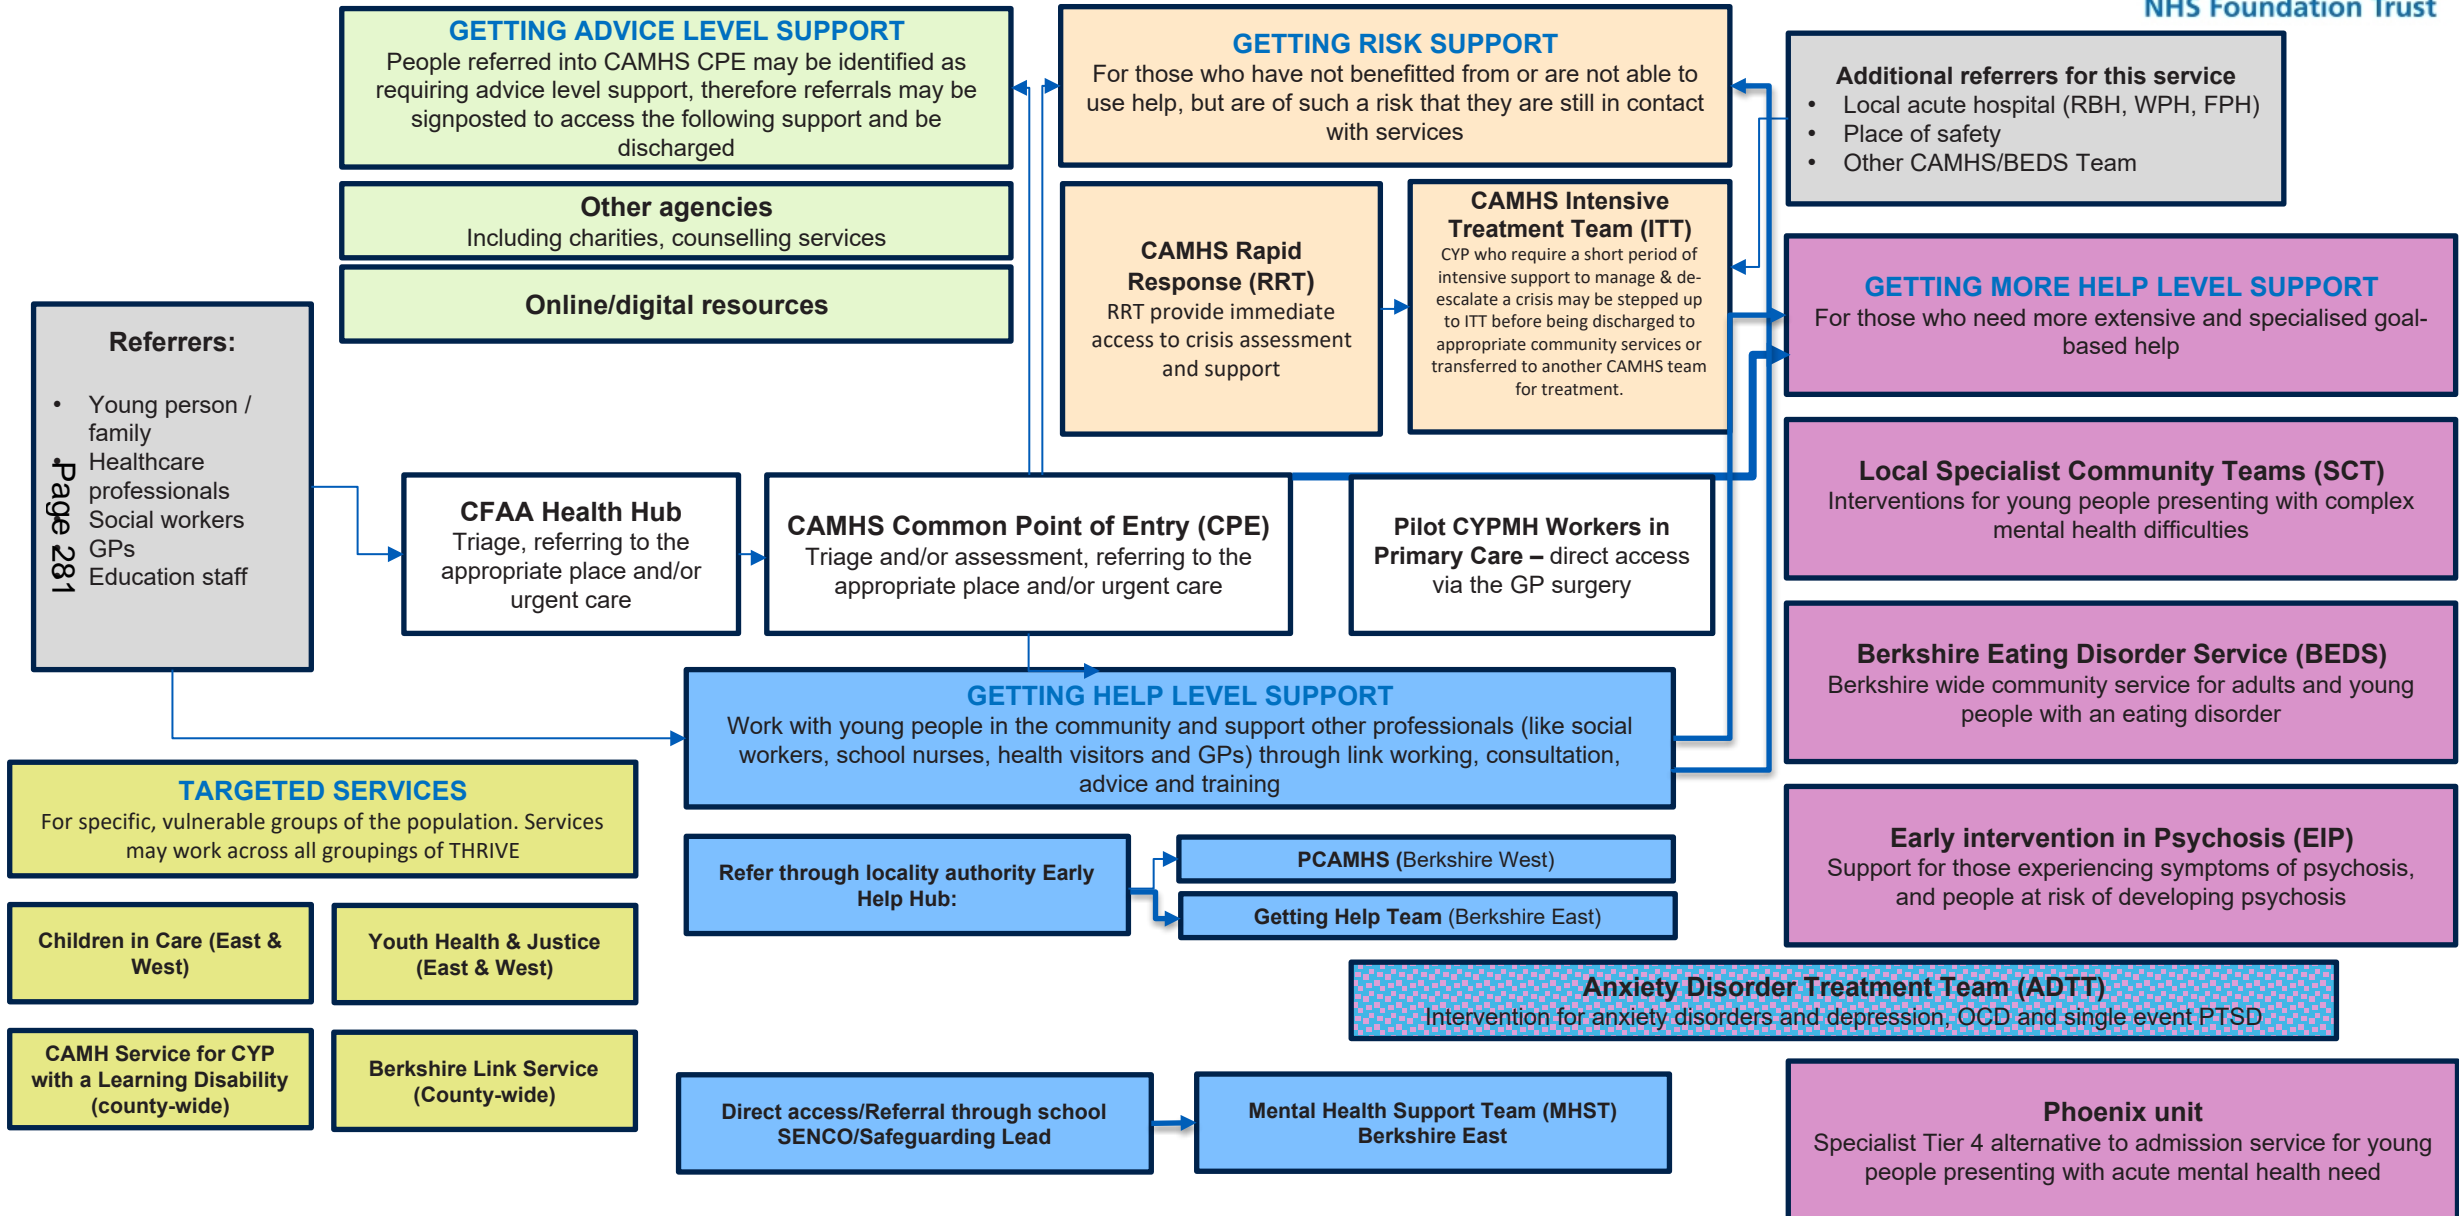 NHS Foundation Trust
GETTING ADVICE LEVEL SUPPORT
People referred into CAMHS CPE may be identified as
requiring advice level support, therefore referrals may be
signposted to access the following support and be
discharged
Other agencies
Including charities, counselling services
Online/digital resources
GETTING RISK SUPPORT
For those who have not benefitted from or are not able to
use help, but are of such a risk that they are still in contact
with services
CAMHS Rapid
Response (RRT)
RRT provide immediate
access to crisis assessment
and support
CAMHS Intensive
Treatment Team (ITT)
CYP who require a short period of
intensive support to manage & de-
escalate a crisis may be stepped up
to ITT before being discharged to
appropriate community services or
transferred to another CAMHS team
for treatment.
Additional referrers for this service
• Local acute hospital (RBH, WPH, FPH)
• Place of safety
• Other CAMHS/BEDS Team
Referrers:
• Young person /
family
• Healthcare
professionals
Social workers
GPs
Education staff
Page 281
CFAA Health Hub
Triage, referring to the
appropriate place and/or
urgent care
CAMHS Common Point of Entry (CPE)
Triage and/or assessment, referring to the
appropriate place and/or urgent care
Pilot CYPMH Workers in
Primary Care – direct access
via the GP surgery
GETTING MORE HELP LEVEL SUPPORT
For those who need more extensive and specialised goal-
based help
Local Specialist Community Teams (SCT)
Interventions for young people presenting with complex
mental health difficulties
Berkshire Eating Disorder Service (BEDS)
Berkshire wide community service for adults and young
people with an eating disorder
Early intervention in Psychosis (EIP)
Support for those experiencing symptoms of psychosis,
and people at risk of developing psychosis
GETTING HELP LEVEL SUPPORT
Work with young people in the community and support other professionals (like social
workers, school nurses, health visitors and GPs) through link working, consultation,
advice and training
Refer through locality authority Early
Help Hub:
PCAMHS (Berkshire West)
Getting Help Team (Berkshire East)
TARGETED SERVICES
For specific, vulnerable groups of the population. Services
may work across all groupings of THRIVE
Children in Care (East &
West)
Youth Health & Justice
(East & West)
CAMH Service for CYP
with a Learning Disability
(county-wide)
Berkshire Link Service
(County-wide)
Anxiety Disorder Treatment Team (ADTT)
Intervention for anxiety disorders and depression, OCD and single event PTSD
Direct access/Referral through school
SENCO/Safeguarding Lead
Mental Health Support Team (MHST)
Berkshire East
Phoenix unit
Specialist Tier 4 alternative to admission service for young
people presenting with acute mental health need